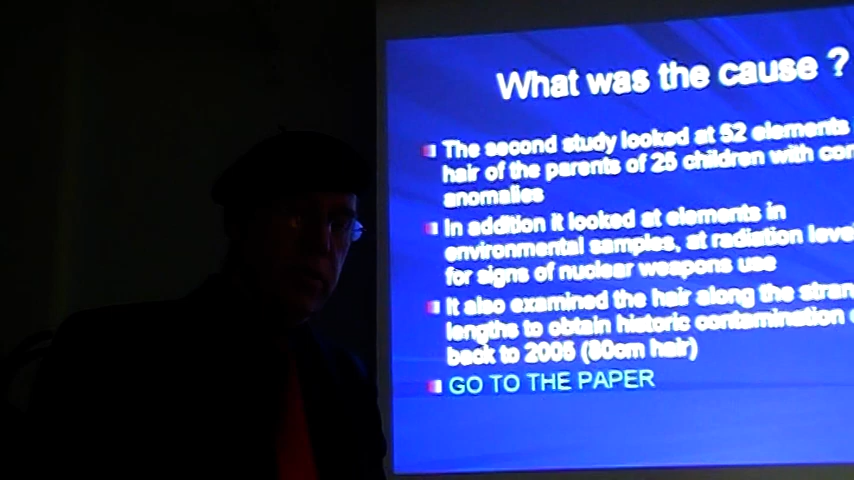 What was the cause ?
The second study looked at 52 elements
hair of the parents of 25 children with con
anomalies
In addition it looked at elements in
environmental samples, at radiation leve
for signs of nuclear weapons use
It also examined the hair along the stran
lengths to obtain historic contamination
back to 2005 (80cm hair)
GO TO THE PAPER